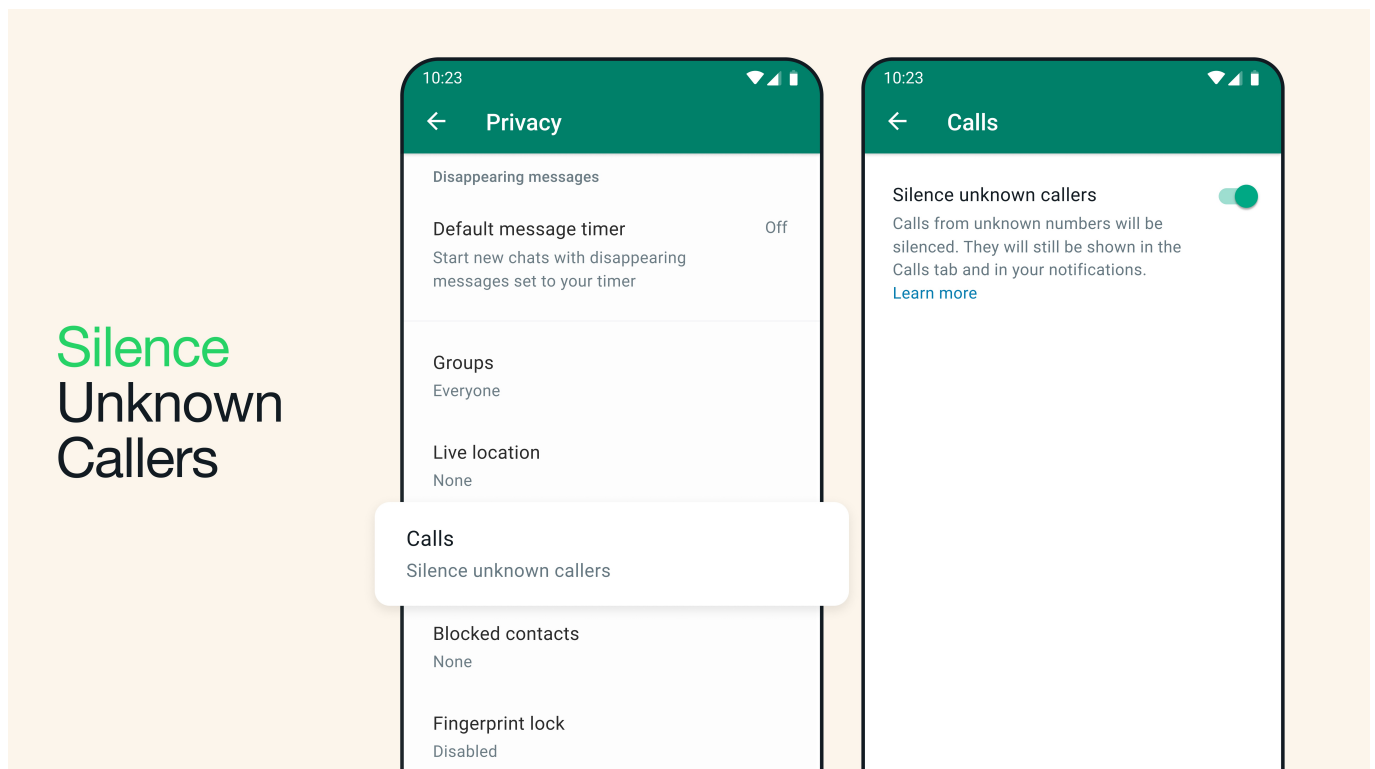 Silence
Unknown
Callers
10:23
Privacy
Disappearing messages
Default message timer
Off
Start new chats with disappearing
messages set to your timer
Groups
Everyone
Live location
None
Calls
Silence unknown callers
Blocked contacts
None
Fingerprint lock
Disabled
10:23
Calls
Silence unknown callers
Calls from unknown numbers will be
silenced. They will still be shown in the
Calls tab and in your notifications.
Learn more